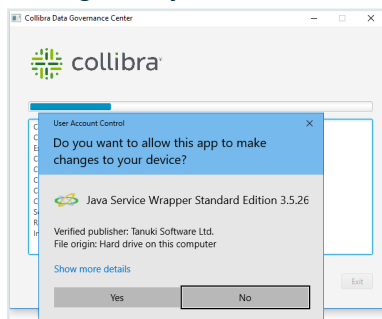 Collibra Data Governance Center
collibra
User Account Control
Do you want to allow this app to make
changes to your device?
Java Service Wrapper Standard Edition 3.5.26
Verified publisher: Tanuki Software Ltd.
File origin: Hard drive on this computer
Show more details
Yes
No
Exit